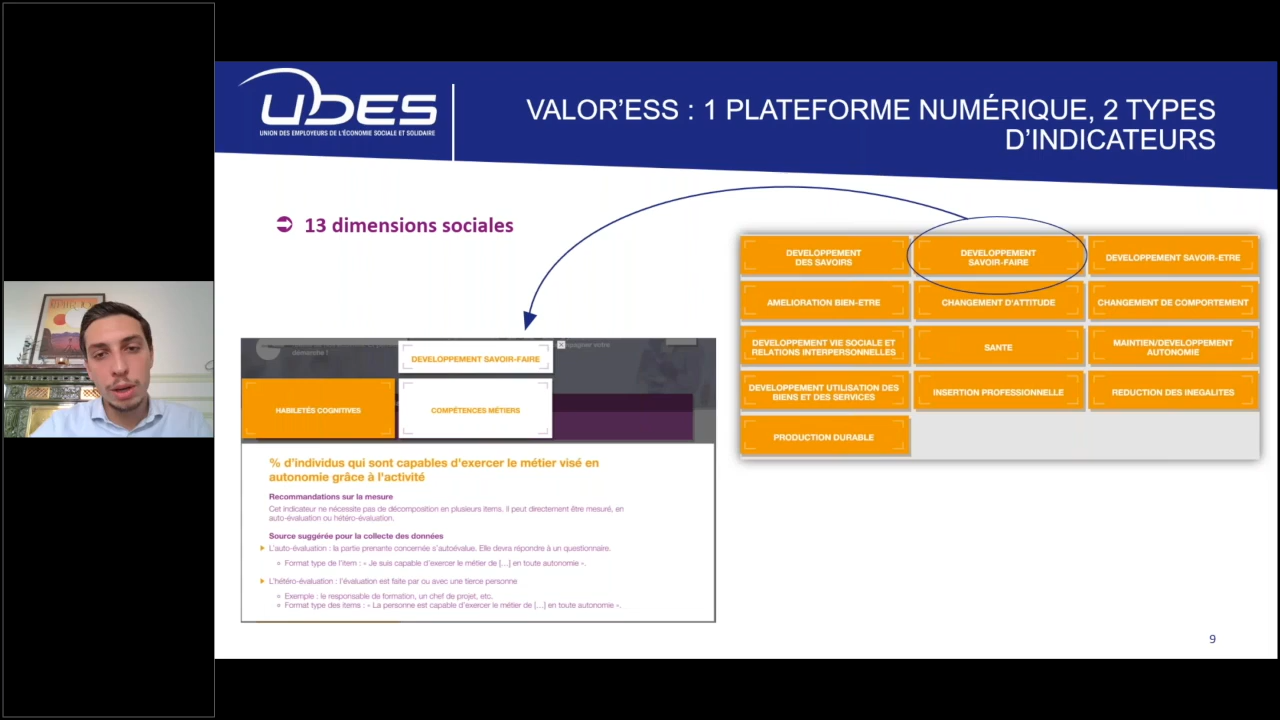 UDES
UNION DES EMPLOYEURS DE L'ÉCONOMIE SOCIALE ET SOLIDAIRE
VALOR'ESS : 1 PLATEFORME NUMÉRIQUE, 2 TYPES
D'INDICATEURS
13 dimensions sociales
DEVELOPPEMENT
DES SAVOIRS
DEVELOPPEMENT
SAVOIR-FAIRE
DEVELOPPEMENT SAVOIR-ETRE
AMELIORATION BIEN-ETRE
CHANGEMENT D'ATTITUDE
CHANGEMENT DE COMPORTEMENT
DEVELOPPEMENT VIE SOCIALE ET
RELATIONS INTERPERSONNELLES
SANTE
MAINTIEN/DEVELOPPEMENT
AUTONOMIE
DEVELOPPEMENT UTILISATION DES
BIENS ET DES SERVICES
INSERTION PROFESSIONNELLE
REDUCTION DES INEGALITES
PRODUCTION DURABLE
démarche !
DEVELOPPEMENT SAVOIR-FAIRE
HABILETÉS COGNITIVES
COMPÉTENCES MÉTIERS
% d'individus qui sont capables d'exercer le métier visé en
autonomie grâce à l'activité
Recommandations sur la mesure
Cet indicateur ne nécessite pas de décomposition en plusieurs items. il peut directement être mesuré, en
auto-évaluation ou hétéro-évaluation.
Source suggérée pour la collecte des données
L'auto-évaluation : la partie prenante concernée s'autoévalue. Elle devra répondre à un questionnaire.
Format type de l'item : « Je suis capable d'exercer le métier de [...] en toute autonomie ».
L'hétéro-évaluation : l'évaluation est faite par ou avec une tierce personne
Exemple : le responsable de formation, un chef de projet, etc.
Format type des items : « La personne est capable d'exercer le métier de [...] en toute autonomie ».
9